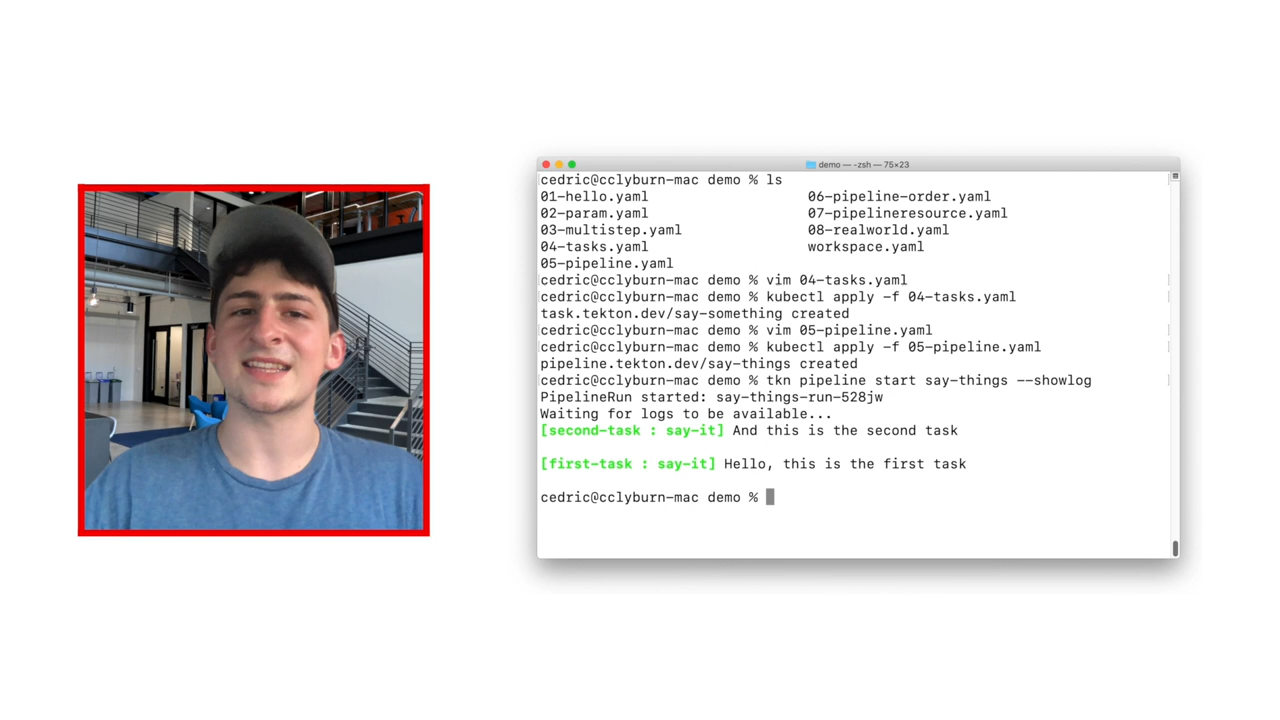 demo — -zsh — 75×23
cedric@cclyburn-mac demo % ls
01-hello.yaml 06-pipeline-order.yaml
02-param.yaml 07-pipelineresource.yaml
03-multistep.yaml 08-realworld.yaml
04-tasks.yaml workspace.yaml
05-pipeline.yaml
cedric@cclyburn-mac demo % vim 04-tasks.yaml
cedric@cclyburn-mac demo % kubectl apply -f 04-tasks.yaml
task.tekton.dev/say-something created
cedric@cclyburn-mac demo % vim 05-pipeline.yaml
cedric@cclyburn-mac demo % kubectl apply -f 05-pipeline.yaml
pipeline.tekton.dev/say-things created
cedric@cclyburn-mac demo % tkn pipeline start say-things --showlog
PipelineRun started: say-things-run-528jw
Waiting for logs to be available...
[second-task : say-it] And this is the second task
[first-task : say-it] Hello, this is the first task
cedric@cclyburn-mac demo %